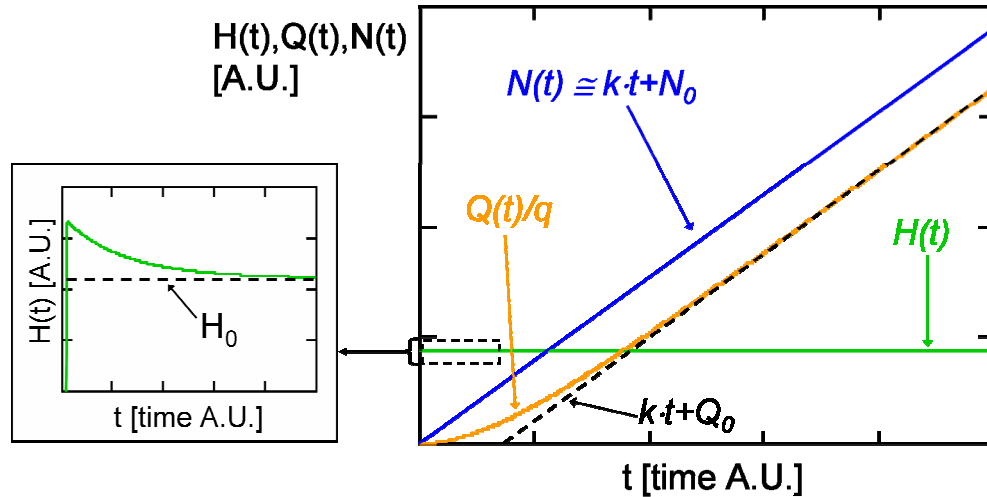 H(t),Q(t),N(t)
[A.U.]
N(t) ≅ k·t+N₀
Q(t)/q
H(t)
k·t+Q₀
t [time A.U.]
H(t) [A.U.]
H₀
t [time A.U.]